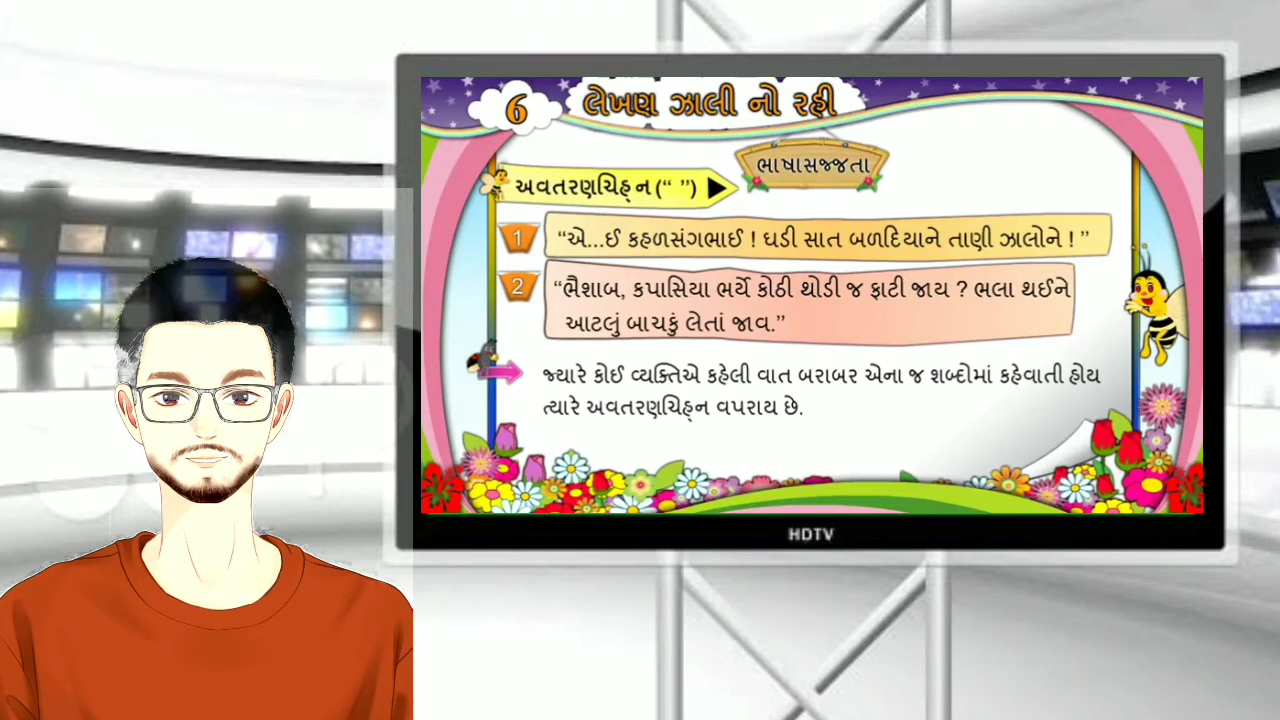 6
લેખણ ઝાલી નો રહી
ભાષાસજ્જતા
અવતરણચિહ્ન (“ ”)
1
“એ...ઈ કહળસંગભાઈ ! ઘડી સાત બળદિયાને તાણી ઝાલોને ! ”
2
“ભૈશાબ, કપાસિયા ભર્યે કોઠી થોડી જ ફાટી જાય ? ભલા થઈને
આટલું બાચકું લેતાં જાવ.”
જ્યારે કોઈ વ્યક્તિએ કહેલી વાત બરાબર એના જ શબ્દોમાં કહેવાતી હોય
ત્યારે અવતરણચિહ્ન વપરાય છે.
HDTV